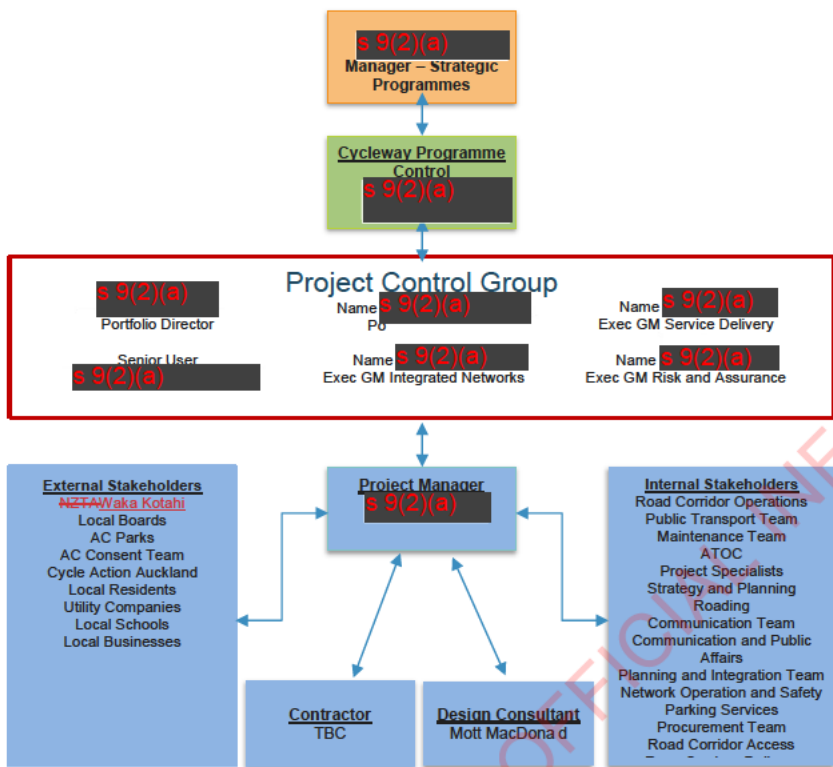 s 9(2)(a)
Manager – Strategic
Programmes
Cycleway Programme
Control
s 9(2)(a)
Project Control Group
s 9(2)(a)
Portfolio Director
Name s 9(2)(a)
Po
Name s 9(2)(a)
Exec GM Service Delivery
Senior User
s 9(2)(a)
Name s 9(2)(a)
Exec GM Integrated Networks
Name s 9(2)(a)
Exec GM Risk and Assurance
External Stakeholders
NZTAWaka Kotahi
Local Boards
AC Parks
AC Consent Team
Cycle Action Auckland
Local Residents
Utility Companies
Local Schools
Local Businesses
Project Manager
s 9(2)(a)
Internal Stakeholders
Road Corridor Operations
Public Transport Team
Maintenance Team
ATOC
Project Specialists
Strategy and Planning
Roading
Communication Team
Communication and Public
Affairs
Planning and Integration Team
Network Operation and Safety
Parking Services
Procurement Team
Road Corridor Access
Contractor
TBC
Design Consultant
Mott MacDona d
OFFICIAL